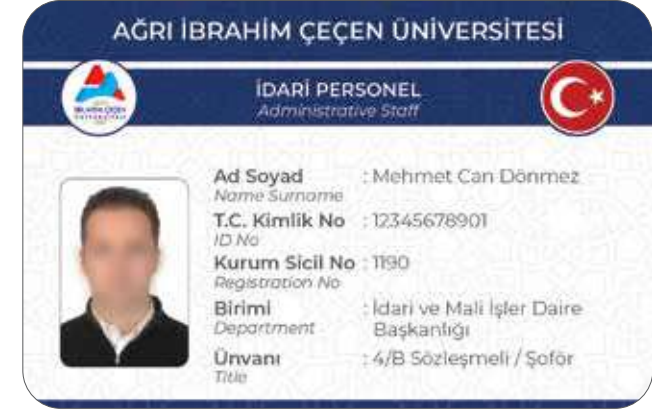 AĞRI İBRAHİM ÇEÇEN ÜNİVERSİTESİ
İDARİ PERSONEL
Administrative Staff
Ad Soyad : Mehmet Can Dönmez
Name Surname
T.C. Kimlik No : 12345678901
ID No
Kurum Sicil No : 1190
Registration No
Birimi : İdari ve Mali İşler Daire
Department Başkanlığı
Ünvanı : 4/B Sözleşmeli / Şoför
Title